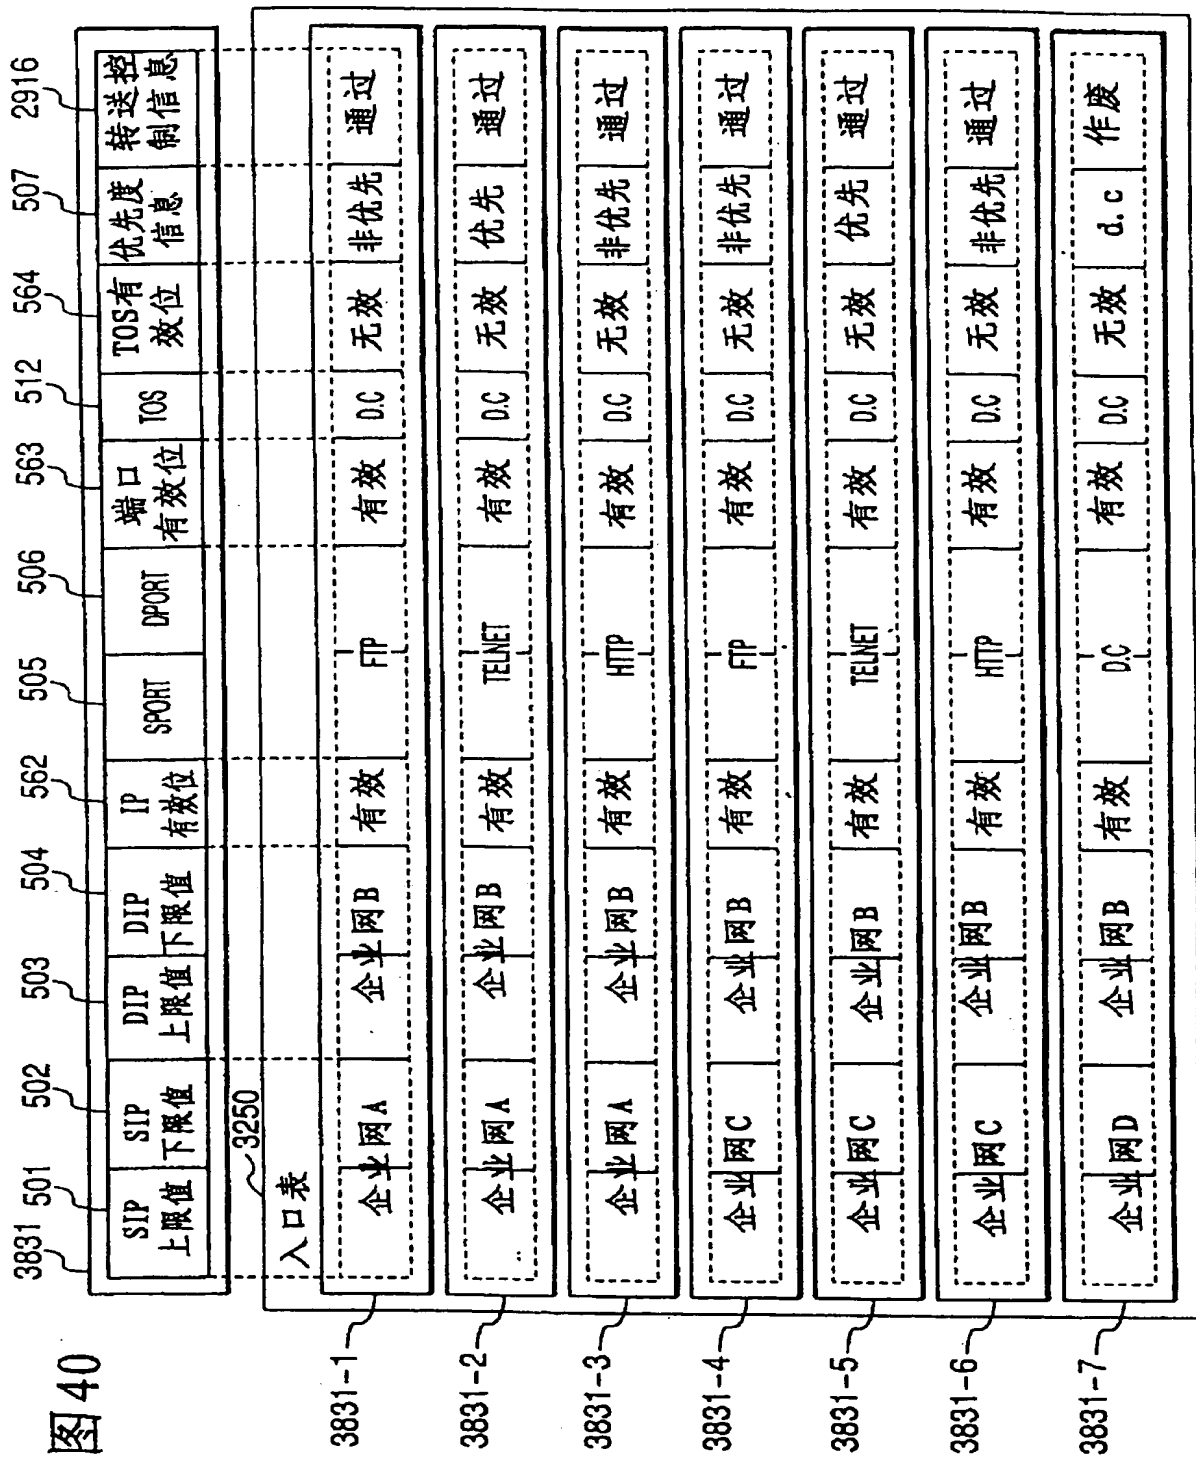 图 40
3831 501 502 503 504 562 505 506 563 512 564 507 2916
SIP 上限值
SIP 下限值
DIP 上限值
DIP 下限值
IP 有效位
SPORT
DPORT
端口 有效位
TOS
TOS有 效位
优先度 信息
转送控 制信息
3250
入口表
3831-1 企业网A 企业网B 有效 FTP 有效 D.C 无效 非优先 通过
3831-2 企业网A 企业网B 有效 TELNET 有效 D.C 无效 优先 通过
3831-3 企业网A 企业网B 有效 HTTP 有效 D.C 无效 非优先 通过
3831-4 企业网C 企业网B 有效 FTP 有效 D.C 无效 非优先 通过
3831-5 企业网C 企业网B 有效 TELNET 有效 D.C 无效 优先 通过
3831-6 企业网C 企业网B 有效 HTTP 有效 D.C 无效 非优先 通过
3831-7 企业网D 企业网B 有效 D.C 有效 D.C 无效 d.c 作废